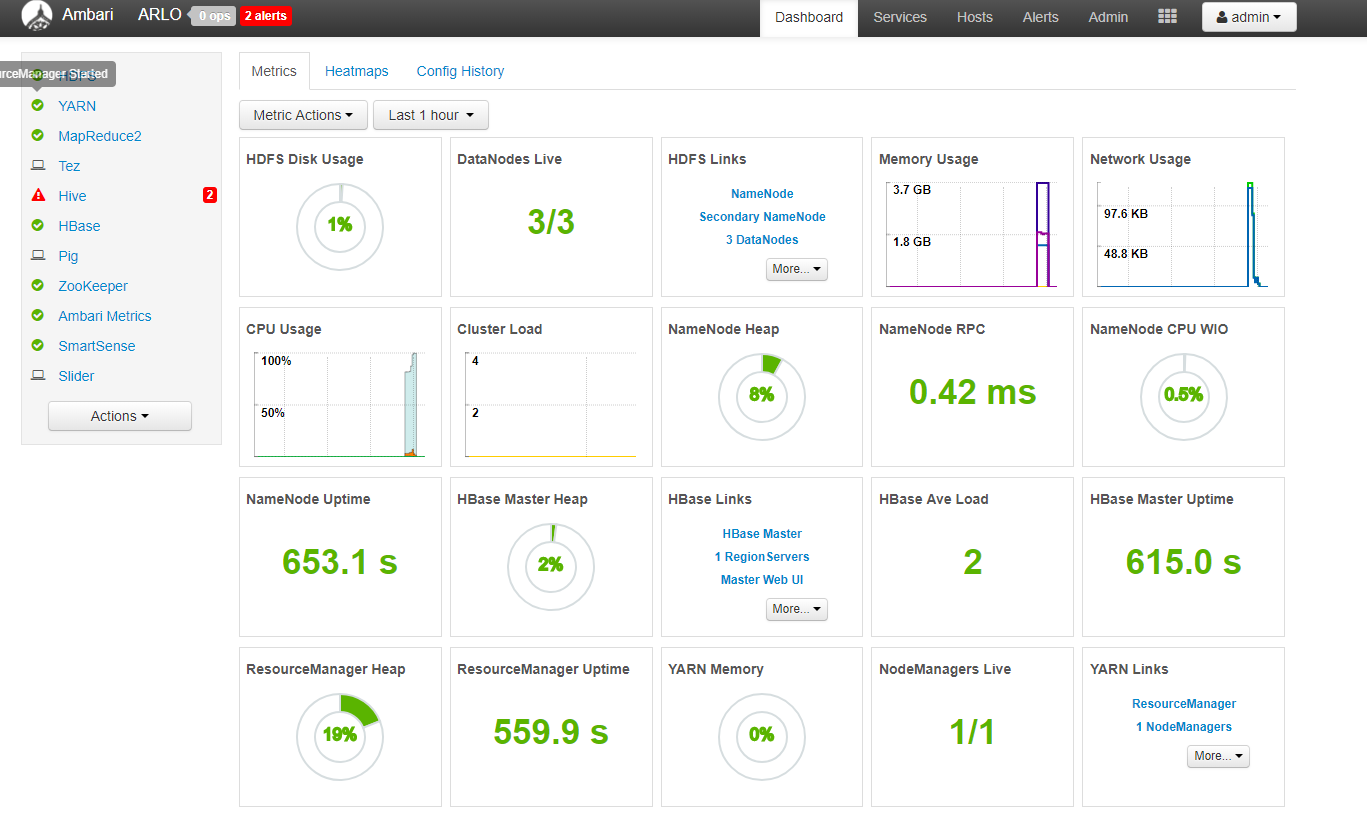 Ambari ARLO 0 ops 2 alerts Dashboard Services Hosts Alerts Admin admin
Started
YARN
MapReduce2
Tez
Hive 2
HBase
Pig
ZooKeeper
Ambari Metrics
SmartSense
Slider
Actions
Metrics Heatmaps Config History
Metric Actions Last 1 hour
HDFS Disk Usage
1%
DataNodes Live
3/3
HDFS Links
NameNode
Secondary NameNode
3 DataNodes
More...
Memory Usage
3.7 GB
1.8 GB
Network Usage
97.6 KB
48.8 KB
CPU Usage
100%
50%
Cluster Load
4
2
NameNode Heap
8%
NameNode RPC
0.42 ms
NameNode CPU WIO
0.5%
NameNode Uptime
653.1 s
HBase Master Heap
2%
HBase Links
HBase Master
1 RegionServers
Master Web UI
More...
HBase Ave Load
2
HBase Master Uptime
615.0 s
ResourceManager Heap
19%
ResourceManager Uptime
559.9 s
YARN Memory
0%
NodeManagers Live
1/1
YARN Links
ResourceManager
1 NodeManagers
More...